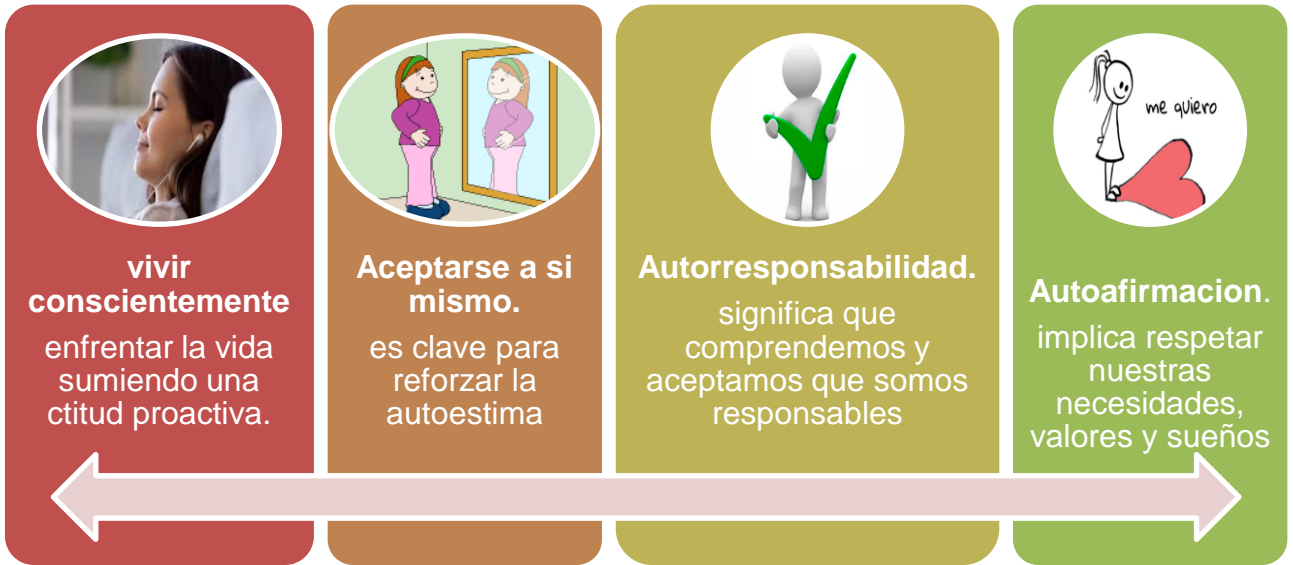 vivir
conscientemente
enfrentar la vida
sumiendo una
ctitud proactiva.
Aceptarse a si
mismo.
es clave para
reforzar la
autoestima
Autorresponsabilidad.
significa que
comprendemos y
aceptamos que somos
responsables
me quiero
Autoafirmacion.
implica respetar
nuestras
necesidades,
valores y sueños